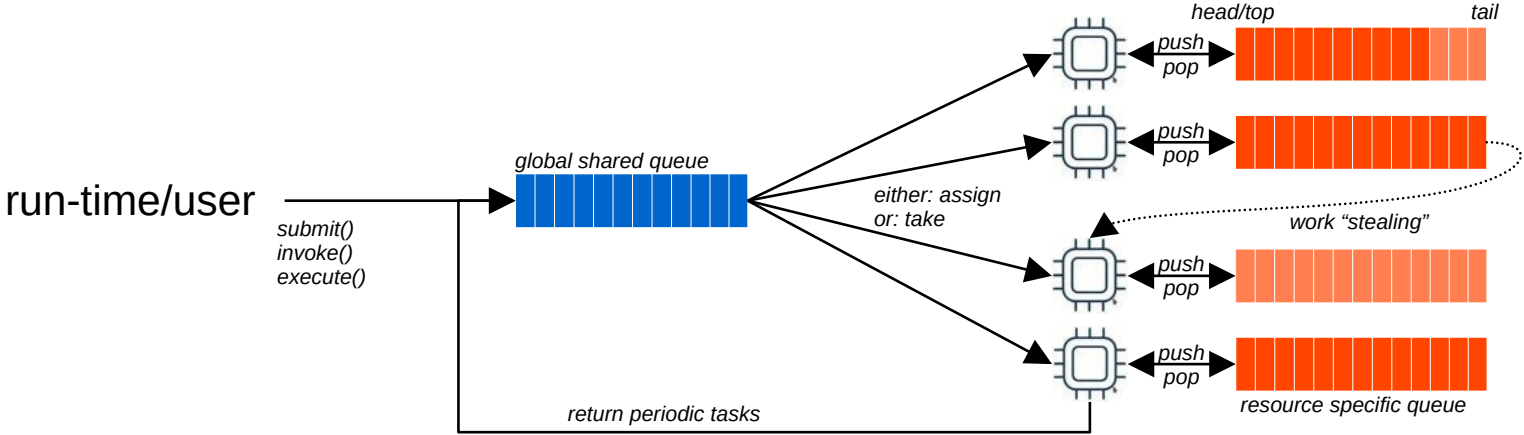 head/top
tail
push
pop
push
pop
global shared queue
run-time/user
either: assign
or: take
submit()
invoke()
execute()
work “stealing”
push
pop
push
pop
return periodic tasks
resource specific queue